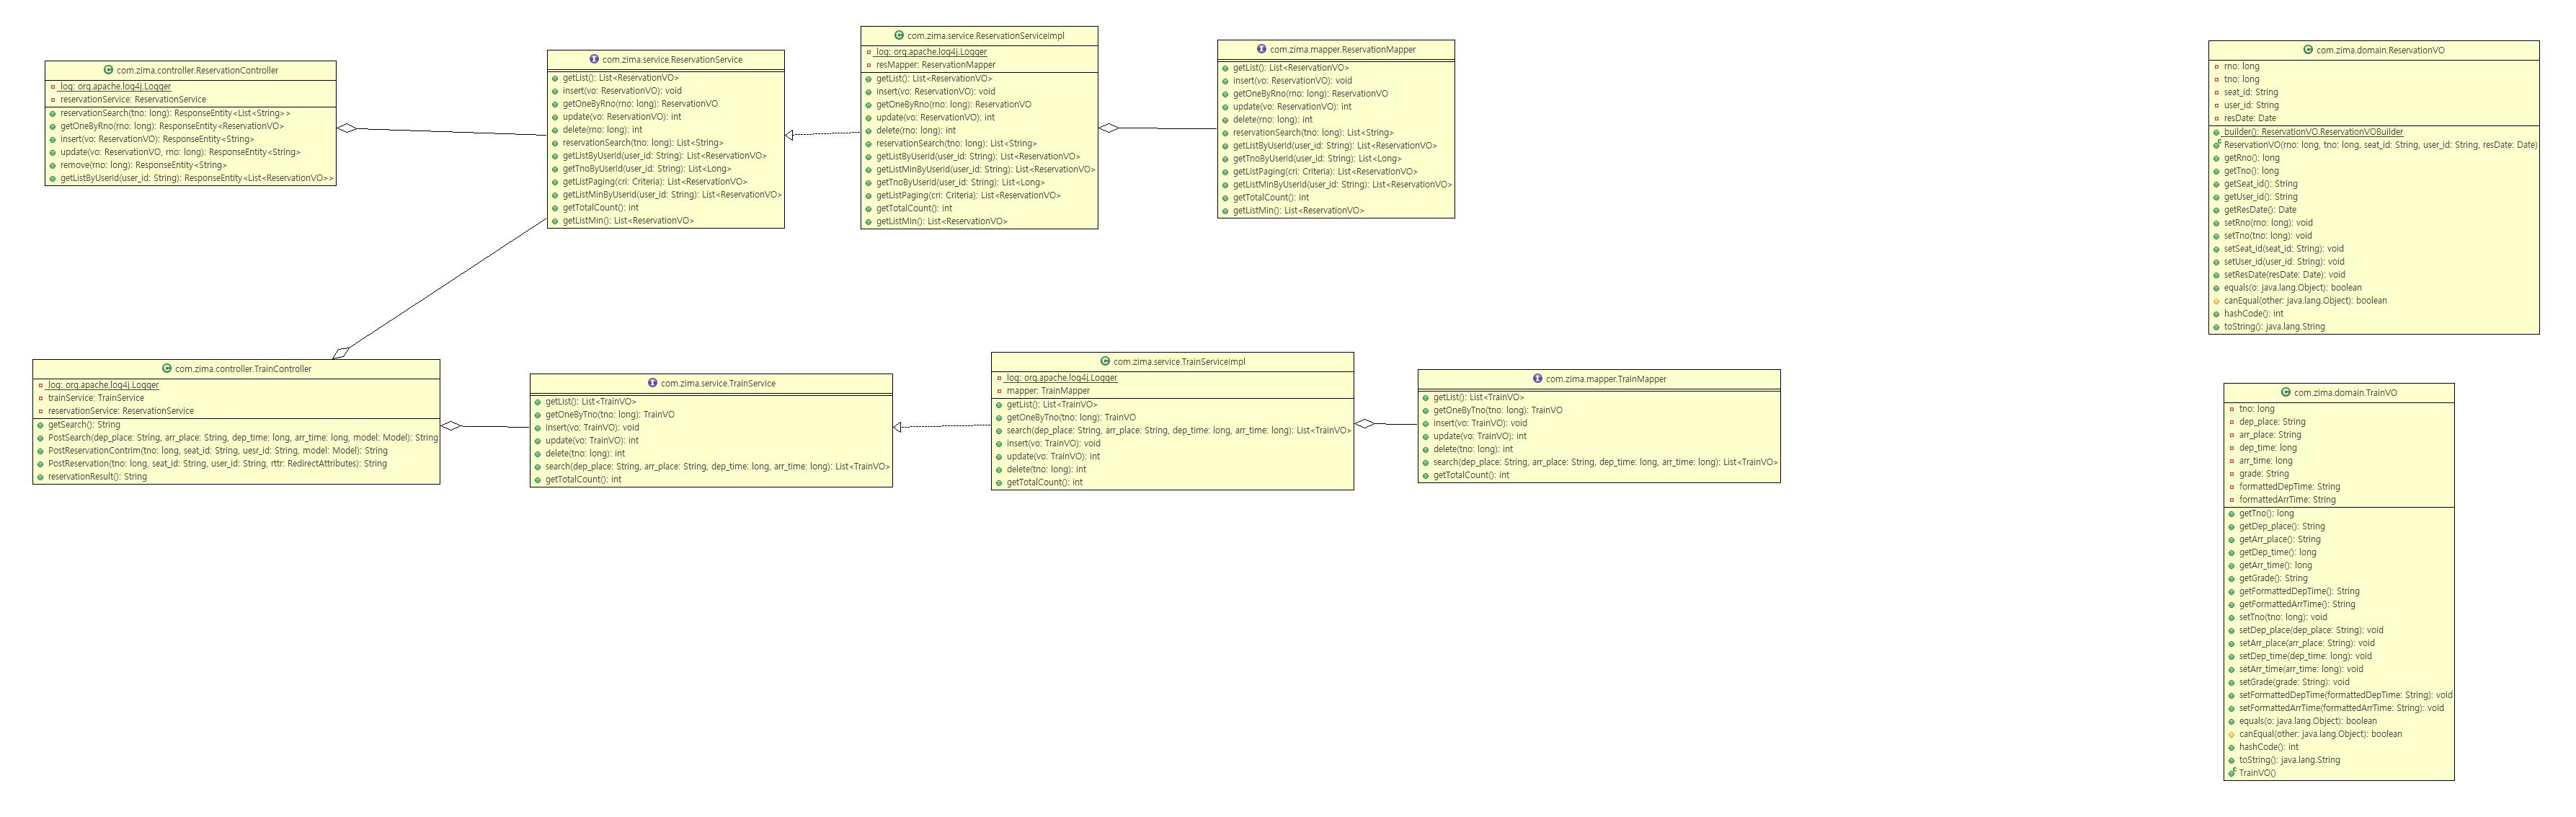 com.zima.controller.ReservationController
log: org.apache.log4j.Logger
reservationService: ReservationService
reservationSearch(tno: long): ResponseEntity<List<String>>
getOneByRno(rno: long): ResponseEntity<ReservationVO>
insert(vo: ReservationVO): ResponseEntity<String>
update(vo: ReservationVO, rno: long): ResponseEntity<String>
remove(rno: long): ResponseEntity<String>
getListByUserId(user_id: String): ResponseEntity<List<ReservationVO>>
com.zima.service.ReservationService
getList(): List<ReservationVO>
insert(vo: ReservationVO): void
getOneByRno(rno: long): ReservationVO
update(vo: ReservationVO): int
delete(rno: long): int
reservationSearch(tno: long): List<String>
getListByUserId(user_id: String): List<ReservationVO>
getTnoByUserId(user_id: String): List<Long>
getListPaging(cri: Criteria): List<ReservationVO>
getListMinByUserId(user_id: String): List<ReservationVO>
getTotalCount(): int
getListMin(): List<ReservationVO>
com.zima.service.ReservationServiceImpl
log: org.apache.log4j.Logger
resMapper: ReservationMapper
getList(): List<ReservationVO>
insert(vo: ReservationVO): void
getOneByRno(rno: long): ReservationVO
update(vo: ReservationVO): int
delete(rno: long): int
reservationSearch(tno: long): List<String>
getListByUserId(user_id: String): List<ReservationVO>
getListMinByUserId(user_id: String): List<ReservationVO>
getTnoByUserId(user_id: String): List<Long>
getListPaging(cri: Criteria): List<ReservationVO>
getTotalCount(): int
getListMin(): List<ReservationVO>
com.zima.mapper.ReservationMapper
getList(): List<ReservationVO>
insert(vo: ReservationVO): void
getOneByRno(rno: long): ReservationVO
update(vo: ReservationVO): int
delete(rno: long): int
reservationSearch(tno: long): List<String>
getListByUserId(user_id: String): List<ReservationVO>
getTnoByUserId(user_id: String): List<Long>
getListPaging(cri: Criteria): List<ReservationVO>
getListMinByUserId(user_id: String): List<ReservationVO>
getTotalCount(): int
getListMin(): List<ReservationVO>
com.zima.domain.ReservationVO
rno: long
tno: long
seat_id: String
user_id: String
resDate: Date
builder(): ReservationVO.ReservationVOBuilder
ReservationVO(rno: long, tno: long, seat_id: String, user_id: String, resDate: Date)
getRno(): long
getTno(): long
getSeat_id(): String
getUser_id(): String
getResDate(): Date
setRno(rno: long): void
setTno(tno: long): void
setSeat_id(seat_id: String): void
setUser_id(user_id: String): void
setResDate(resDate: Date): void
equals(o: java.lang.Object): boolean
canEqual(other: java.lang.Object): boolean
hashCode(): int
toString(): java.lang.String
com.zima.controller.TrainController
log: org.apache.log4j.Logger
trainService: TrainService
reservationService: ReservationService
getSearch(): String
PostSearch(dep_place: String, arr_place: String, dep_time: long, arr_time: long, model: Model): String
PostReservationContrim(tno: long, seat_id: String, uesr_id: String, model: Model): String
PostReservation(tno: long, seat_id: String, user_id: String, rttr: RedirectAttributes): String
reservationResult(): String
com.zima.service.TrainService
getList(): List<TrainVO>
getOneByTno(tno: long): TrainVO
insert(vo: TrainVO): void
update(vo: TrainVO): int
delete(tno: long): int
search(dep_place: String, arr_place: String, dep_time: long, arr_time: long): List<TrainVO>
getTotalCount(): int
com.zima.service.TrainServiceImpl
log: org.apache.log4j.Logger
mapper: TrainMapper
getList(): List<TrainVO>
getOneByTno(tno: long): TrainVO
search(dep_place: String, arr_place: String, dep_time: long, arr_time: long): List<TrainVO>
insert(vo: TrainVO): void
update(vo: TrainVO): int
delete(tno: long): int
getTotalCount(): int
com.zima.mapper.TrainMapper
getList(): List<TrainVO>
getOneByTno(tno: long): TrainVO
insert(vo: TrainVO): void
update(vo: TrainVO): int
delete(tno: long): int
search(dep_place: String, arr_place: String, dep_time: long, arr_time: long): List<TrainVO>
getTotalCount(): int
com.zima.domain.TrainVO
tno: long
dep_place: String
arr_place: String
dep_time: long
arr_time: long
grade: String
formattedDepTime: String
formattedArrTime: String
getTno(): long
getDep_place(): String
getArr_place(): String
getDep_time(): long
getArr_time(): long
getGrade(): String
getFormattedDepTime(): String
getFormattedArrTime(): String
setTno(tno: long): void
setDep_place(dep_place: String): void
setArr_place(arr_place: String): void
setDep_time(dep_time: long): void
setArr_time(arr_time: long): void
setGrade(grade: String): void
setFormattedDepTime(formattedDepTime: String): void
setFormattedArrTime(formattedArrTime: String): void
equals(o: java.lang.Object): boolean
canEqual(other: java.lang.Object): boolean
hashCode(): int
toString(): java.lang.String
TrainVO()